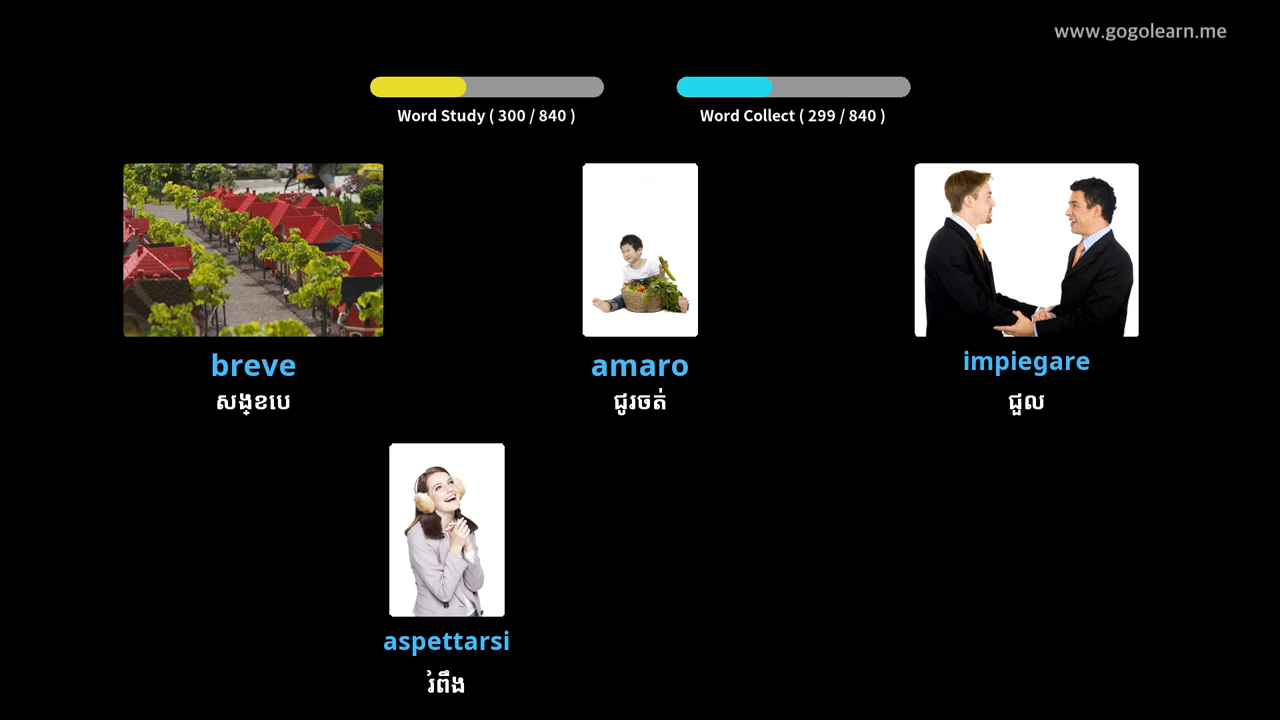 www.gogolearn.me
Word Study ( 300 / 840 )
Word Collect ( 299 / 840 )
breve
សង្ខេប
amaro
ជូរចត់
impiegare
ជួល
aspettarsi
រំពឹង